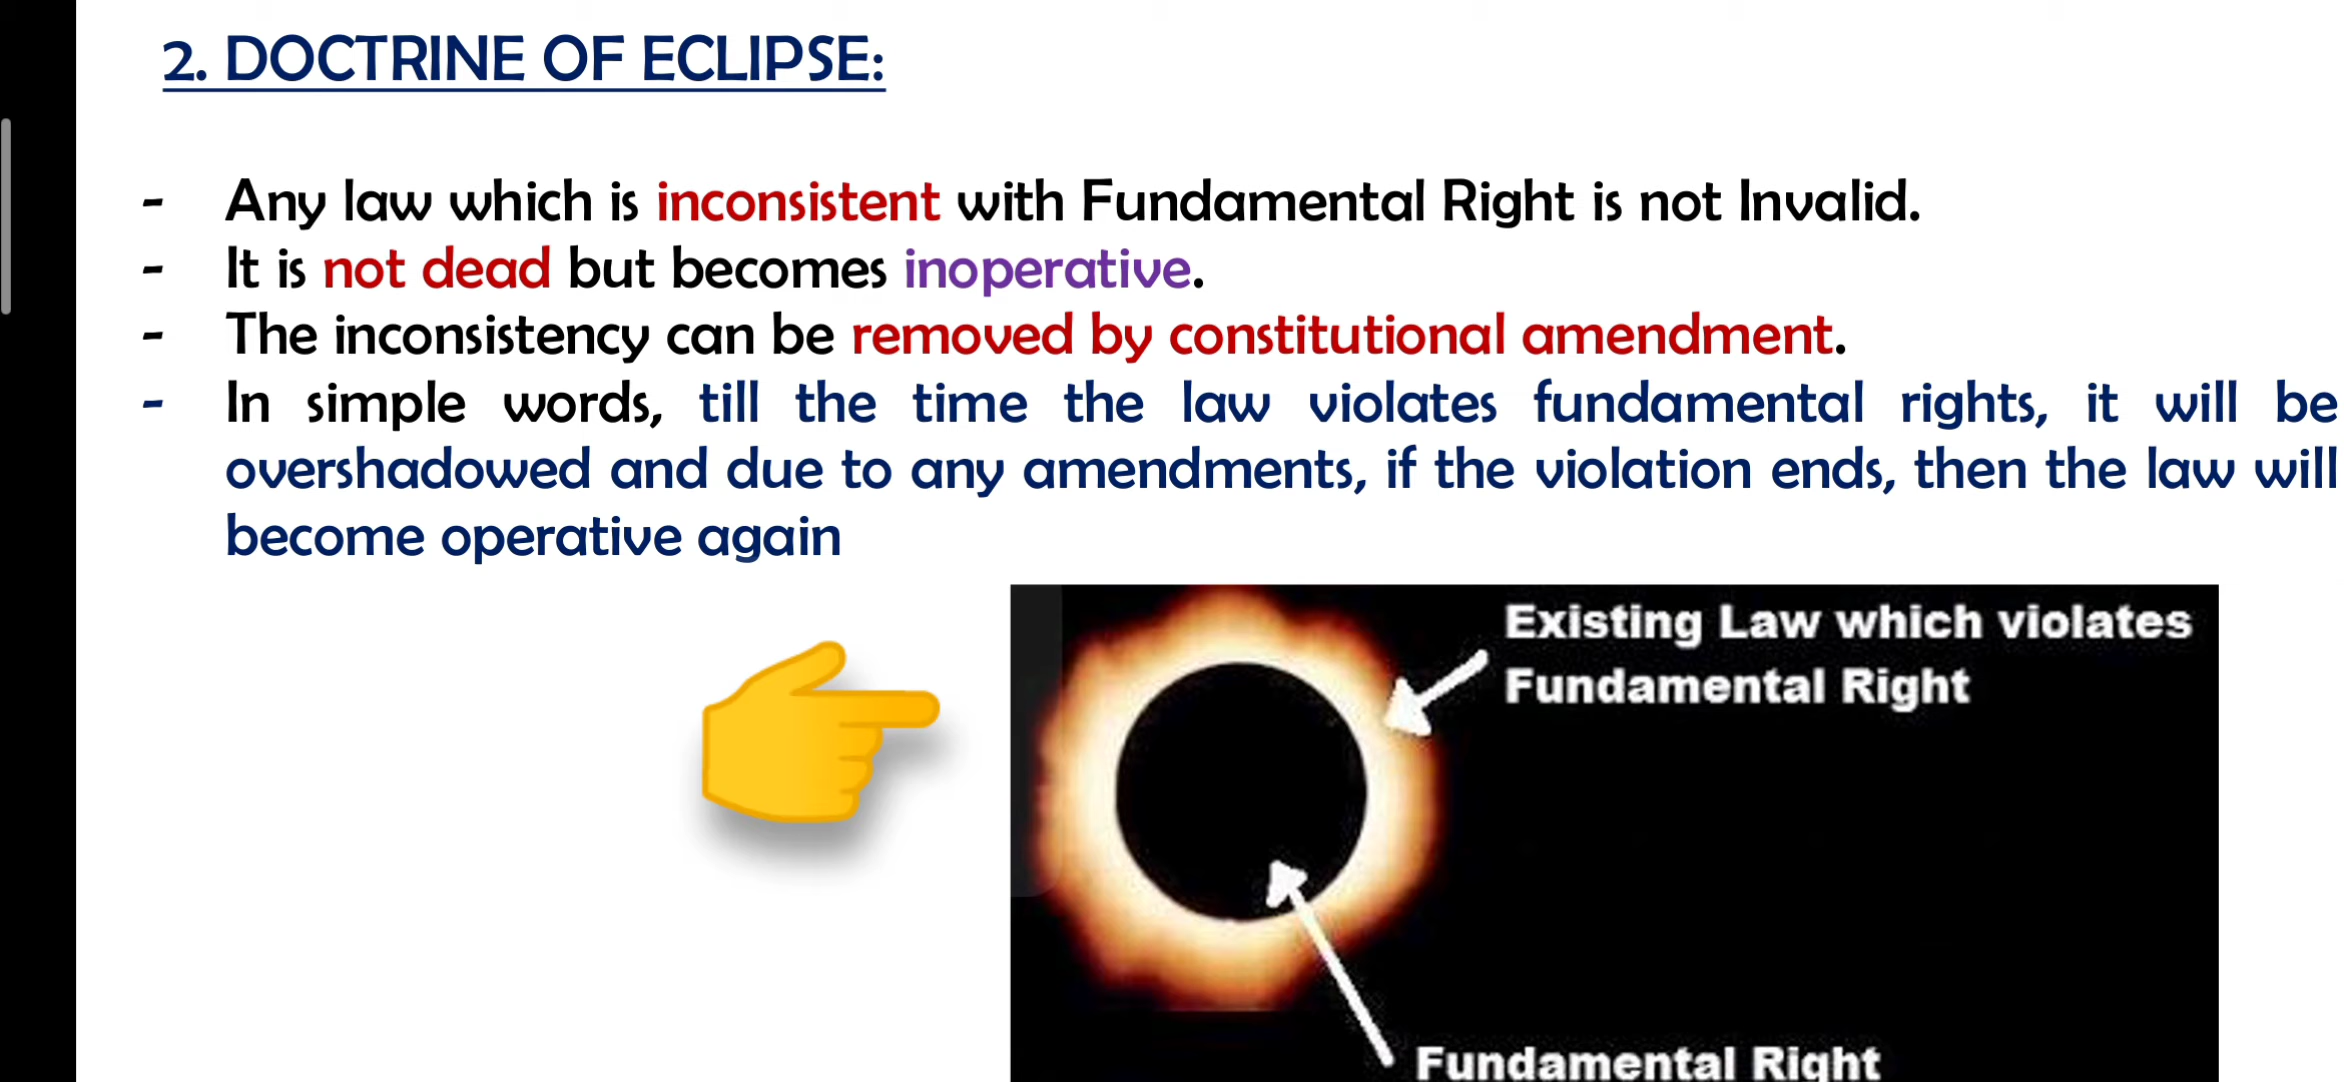 2. DOCTRINE OF ECLIPSE:
- Any law which is inconsistent with Fundamental Right is not Invalid.
- It is not dead but becomes inoperative.
- The inconsistency can be removed by constitutional amendment.
- In simple words, till the time the law violates fundamental rights, it will be
overshadowed and due to any amendments, if the violation ends, then the law will
become operative again
Existing Law which violates
Fundamental Right
Fundamental Right